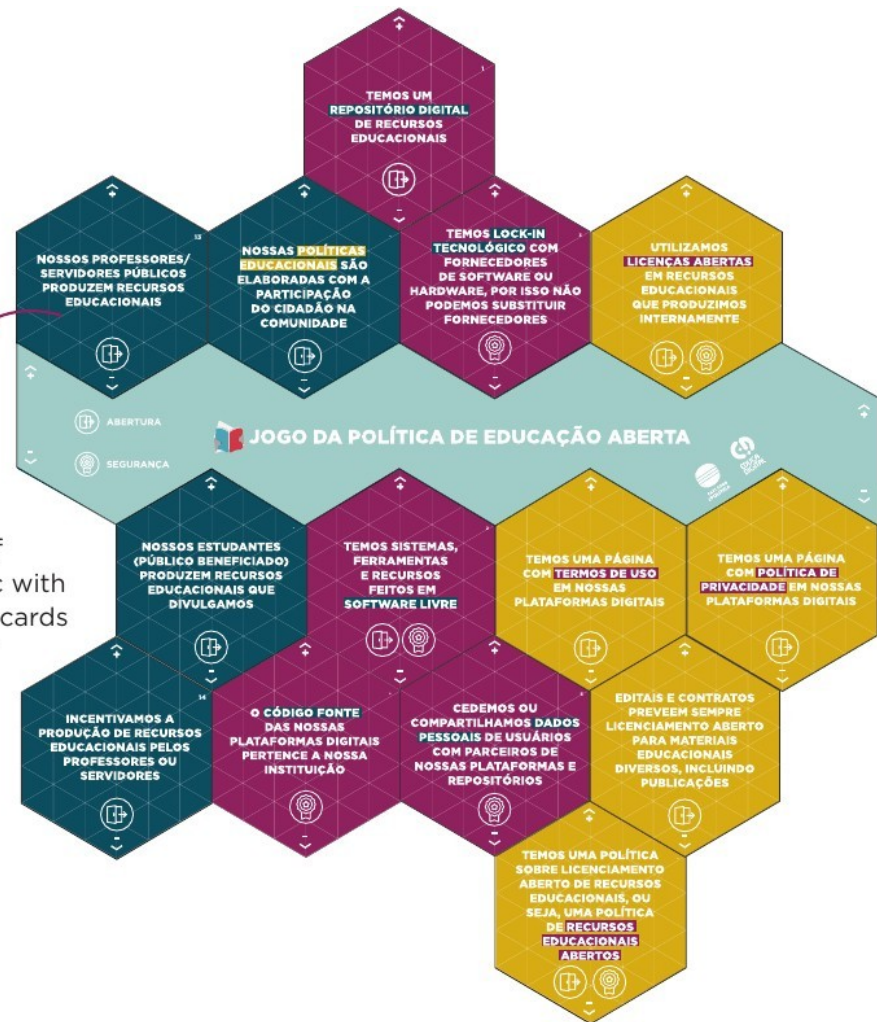 TEMOS UM
REPOSITÓRIO DIGITAL
DE RECURSOS
EDUCACIONAIS
13
NOSSOS PROFESSORES/
SERVIDORES PÚBLICOS
PRODUZEM RECURSOS
EDUCACIONAIS
NOSSAS POLÍTICAS
EDUCACIONAIS SÃO
ELABORADAS COM A
PARTICIPAÇÃO
DO CIDADÃO NA
COMUNIDADE
TEMOS LOCK-IN
TECNOLÓGICO COM
FORNECEDORES
DE SOFTWARE OU
HARDWARE, POR ISSO NÃO
PODEMOS SUBSTITUIR
FORNECEDORES
UTILIZAMOS
LICENÇAS ABERTAS
EM RECURSOS
EDUCACIONAIS
QUE PRODUZIMOS
INTERNAMENTE
ABERTURA
SEGURANÇA
JOGO DA POLÍTICA DE EDUCAÇÃO ABERTA
EDUCA
DIGITAL
with
cards
NOSSOS ESTUDANTES
(PÚBLICO BENEFICIADO)
PRODUZEM RECURSOS
EDUCACIONAIS QUE
DIVULGAMOS
TEMOS SISTEMAS,
FERRAMENTAS
E RECURSOS
FEITOS EM
SOFTWARE LIVRE
TEMOS UMA PÁGINA
COM TERMOS DE USO
EM NOSSAS
PLATAFORMAS DIGITAIS
TEMOS UMA PÁGINA
COM POLÍTICA DE
PRIVACIDADE EM NOSSAS
PLATAFORMAS DIGITAIS
14
INCENTIVAMOS A
PRODUÇÃO DE RECURSOS
EDUCACIONAIS PELOS
PROFESSORES OU
SERVIDORES
O CÓDIGO FONTE
DAS NOSSAS
PLATAFORMAS DIGITAIS
PERTENCE A NOSSA
INSTITUIÇÃO
CEDEMOS OU
COMPARTILHAMOS DADOS
PESSOAIS DE USUÁRIOS
COM PARCEIROS DE
NOSSAS PLATAFORMAS E
REPOSITÓRIOS
EDITAIS E CONTRATOS
PREVEEM SEMPRE
LICENCIAMENTO ABERTO
PARA MATERIAIS
EDUCACIONAIS
DIVERSOS, INCLUINDO
PUBLICAÇÕES
TEMOS UMA POLÍTICA
SOBRE LICENCIAMENTO
ABERTO DE RECURSOS
EDUCACIONAIS, OU
SEJA, UMA POLÍTICA
DE RECURSOS
EDUCACIONAIS
ABERTOS